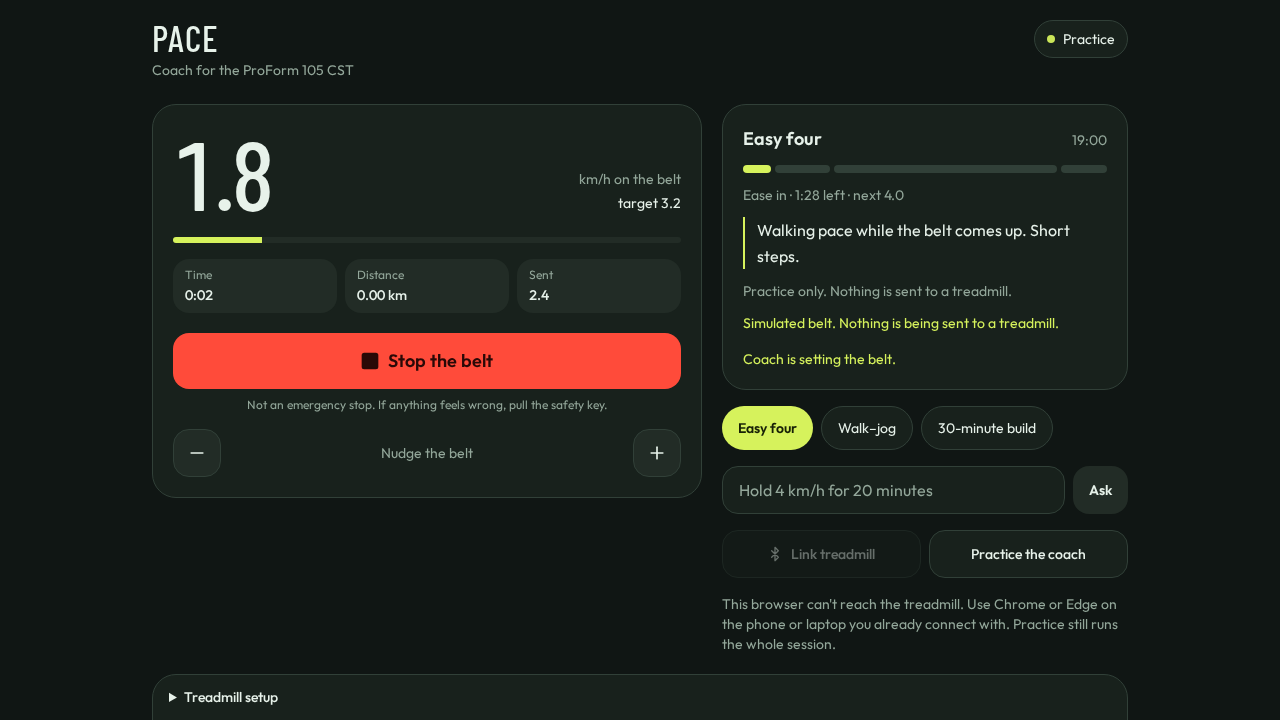 PACE
Coach for the ProForm 105 CST
Practice
1.8
km/h on the belt
target 3.2
Time
0:02
Distance
0.00 km
Sent
2.4
Stop the belt
Not an emergency stop. If anything feels wrong, pull the safety key.
Nudge the belt
Easy four
19:00
Ease in · 1:28 left · next 4.0
Walking pace while the belt comes up. Short
steps.
Practice only. Nothing is sent to a treadmill.
Simulated belt. Nothing is being sent to a treadmill.
Coach is setting the belt.
Easy four
Walk–jog
30-minute build
Hold 4 km/h for 20 minutes
Ask
Link treadmill
Practice the coach
This browser can't reach the treadmill. Use Chrome or Edge on
the phone or laptop you already connect with. Practice still runs
the whole session.
Treadmill setup